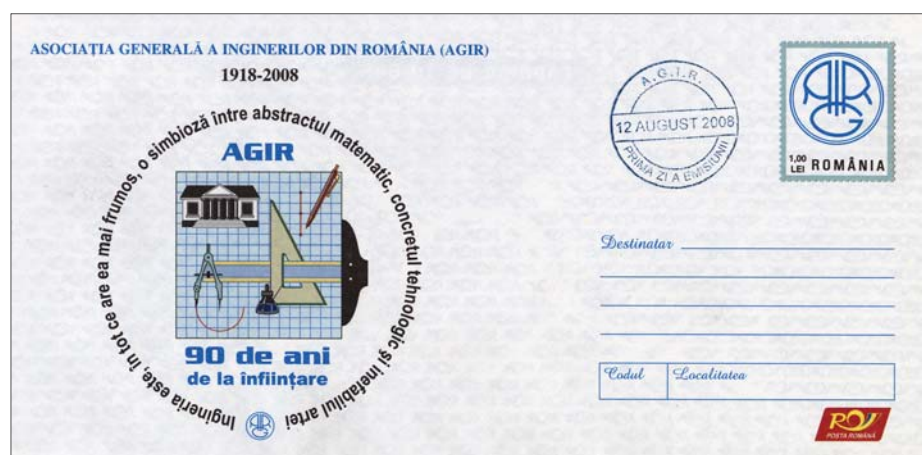 ASOCIAȚIA GENERALĂ A INGINERILOR DIN ROMÂNIA (AGIR)
1918-2008
Ingineria este, în tot ce are ea mai frumos, o simbioză între abstractul matematic, concretul tehnologic și inefabilul artei
AGIR
90 de ani
de la înființare
A.G.I.R.
12 AUGUST 2008
PRIMA ZI A EMISIUNII
1,00
LEI ROMÂNIA
Destinatar
Codul Localitatea
POȘTA ROMÂNĂ